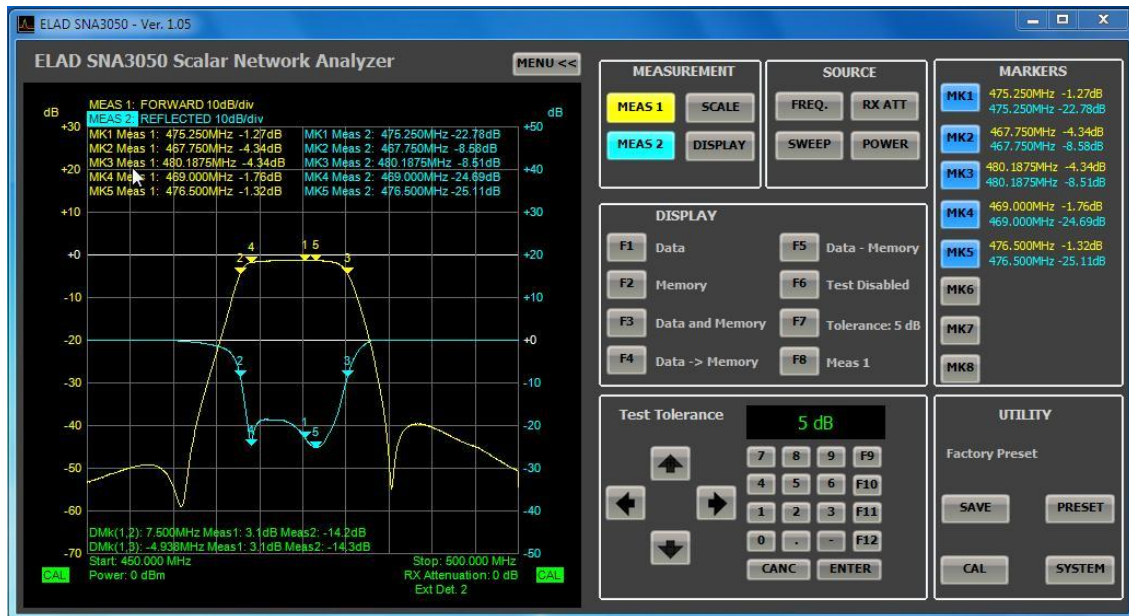 ELAD SNA3050 - Ver. 1.05
ELAD SNA3050 Scalar Network Analyzer
MENU <<
dB
dB
MEAS 1: FORWARD 10dB/div
MEAS 2: REFLECTED 10dB/div
MK1 Meas 1: 475.250MHz -1.27dB
MK1 Meas 2: 475.250MHz -22.78dB
MK2 Meas 1: 467.750MHz -4.34dB
MK2 Meas 2: 467.750MHz -8.58dB
MK3 Meas 1: 480.1875MHz -4.34dB
MK3 Meas 2: 480.1875MHz -8.51dB
MK4 Meas 1: 469.000MHz -1.76dB
MK4 Meas 2: 469.000MHz -24.69dB
MK5 Meas 1: 476.500MHz -1.32dB
MK5 Meas 2: 476.500MHz -25.11dB
+30
+20
+10
+0
-10
-20
-30
-40
-50
-60
-70
+50
+40
+30
+20
+10
+0
-10
-20
-30
-40
-50
2
4
1 5
3
2
3
4
1
5
DMk(1,2): 7.500MHz Meas1: 3.1dB Meas2: -14.2dB
DMk(1,3): -4.938MHz Meas1: 3.1dB Meas2: -14.3dB
Start: 450.000 MHz
Stop: 500.000 MHz
CAL
Power: 0 dBm
RX Attenuation: 0 dB
CAL
Ext Det. 2
MEASUREMENT
MEAS 1
SCALE
MEAS 2
DISPLAY
SOURCE
FREQ.
RX ATT
SWEEP
POWER
MARKERS
MK1
475.250MHz -1.27dB
475.250MHz -22.78dB
MK2
467.750MHz -4.34dB
467.750MHz -8.58dB
MK3
480.1875MHz -4.34dB
480.1875MHz -8.51dB
MK4
469.000MHz -1.76dB
469.000MHz -24.69dB
MK5
476.500MHz -1.32dB
476.500MHz -25.11dB
MK6
MK7
MK8
DISPLAY
F1
Data
F5
Data - Memory
F2
Memory
F6
Test Disabled
F3
Data and Memory
F7
Tolerance: 5 dB
F4
Data -> Memory
F8
Meas 1
Test Tolerance
5 dB
7 8 9 F9
4 5 6 F10
1 2 3 F11
0 . - F12
CANC ENTER
UTILITY
Factory Preset
SAVE
PRESET
CAL
SYSTEM